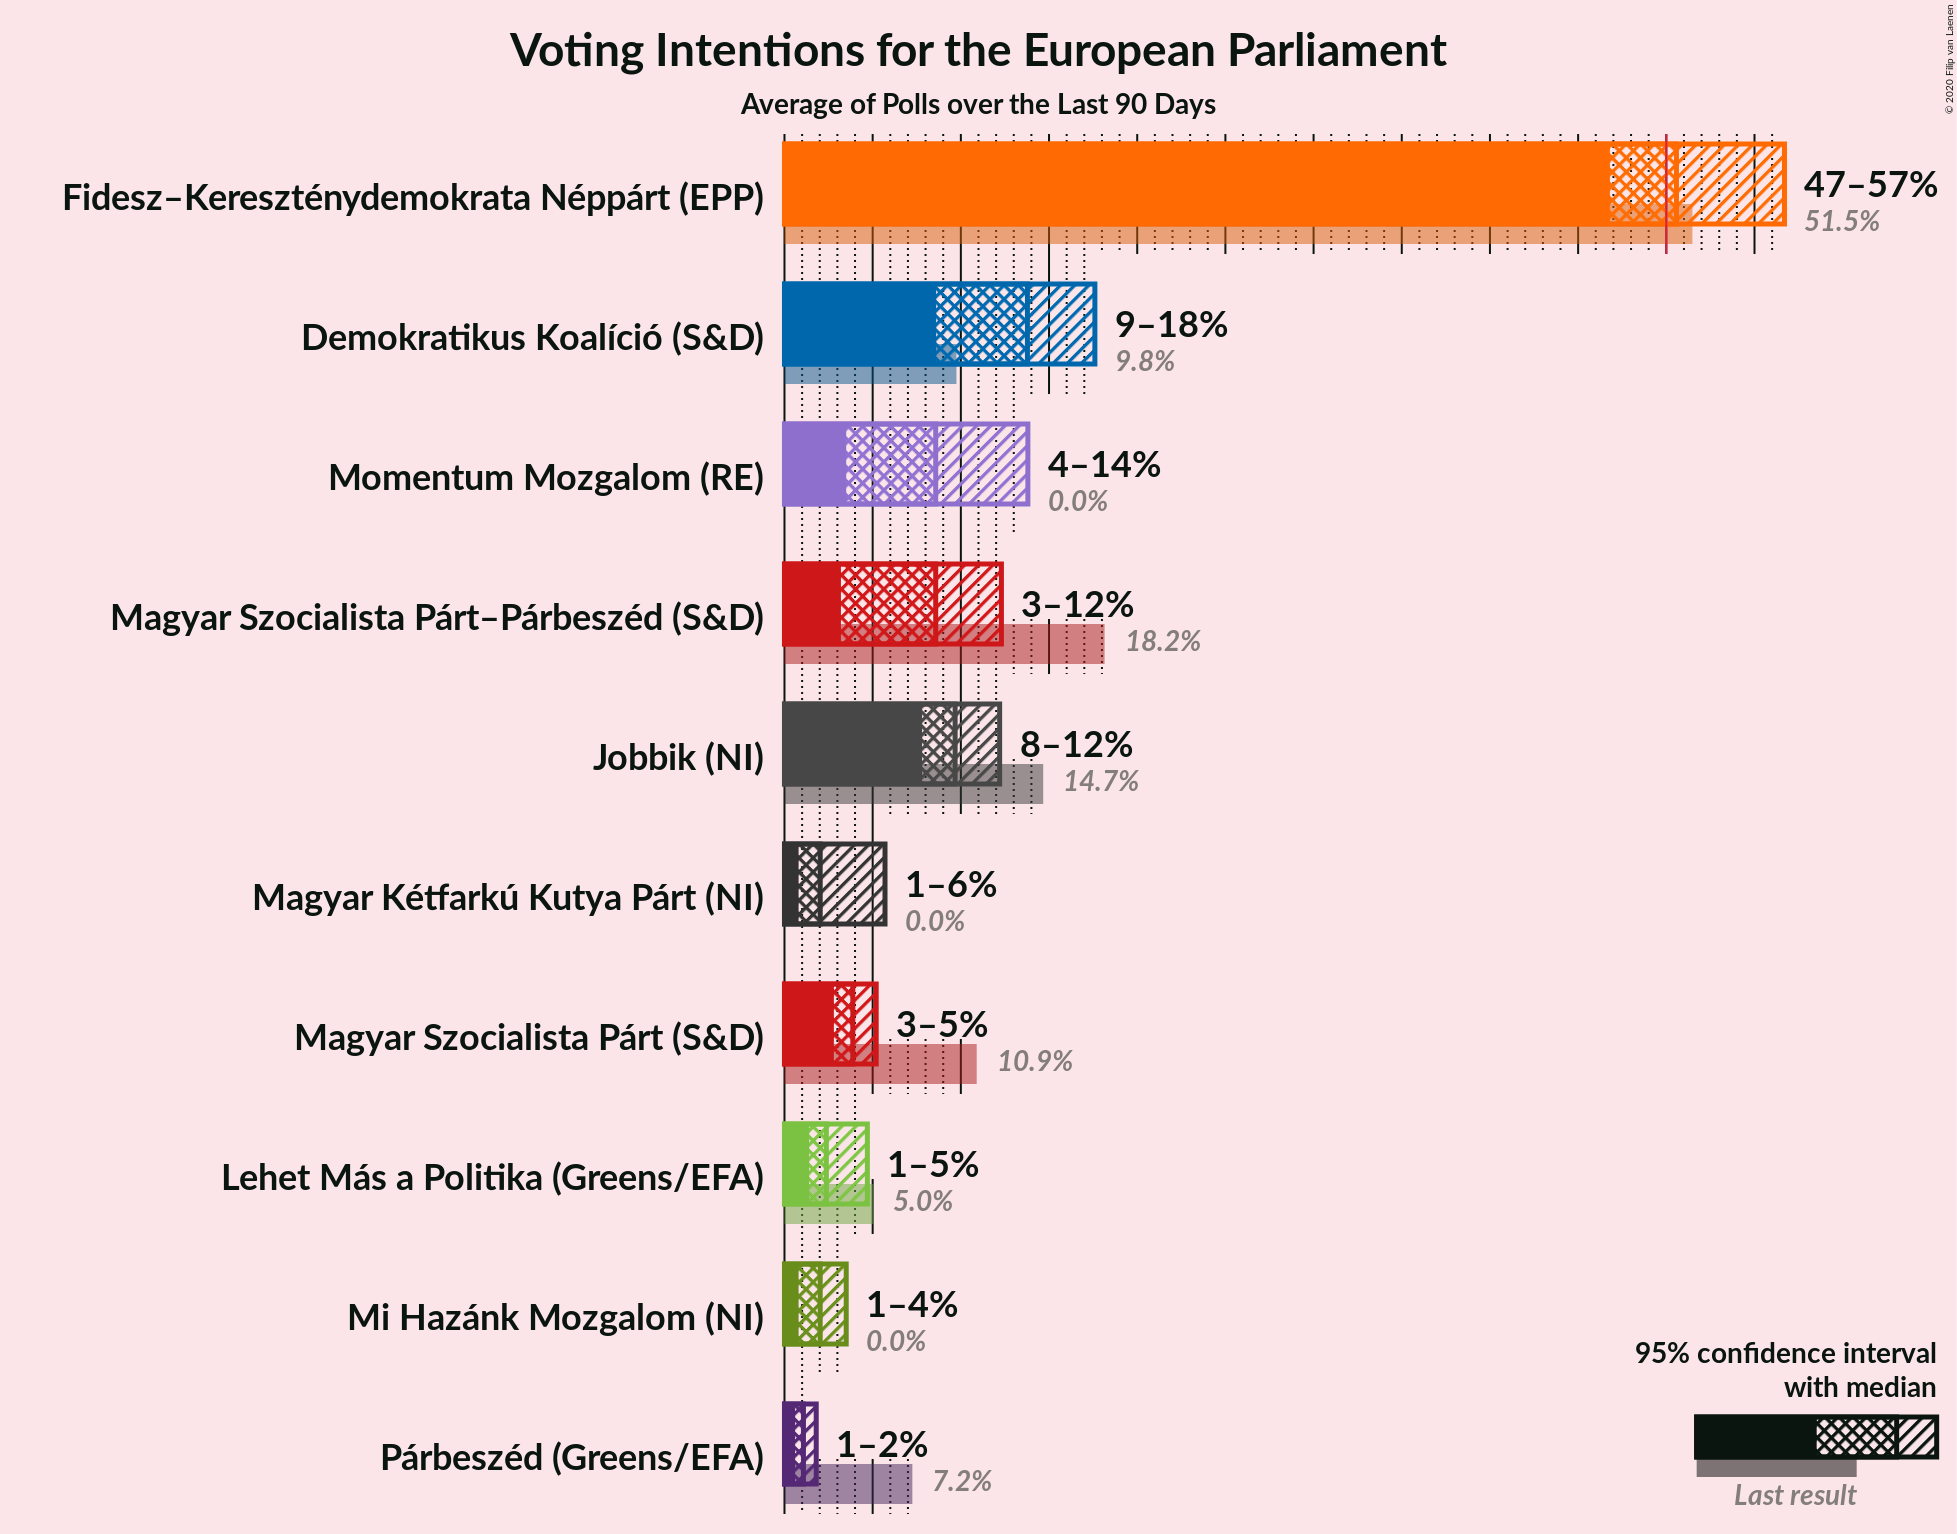 Voting Intentions for the European Parliament
Average of Polls over the Last 90 Days
© 2020 Filip van Laenen
Fidesz–Kereszténydemokrata Néppárt (EPP)
47–57%
51.5%
Demokratikus Koalíció (S&D)
9–18%
9.8%
Momentum Mozgalom (RE)
4–14%
0.0%
Magyar Szocialista Párt–Párbeszéd (S&D)
3–12%
18.2%
Jobbik (NI)
8–12%
14.7%
Magyar Kétfarkú Kutya Párt (NI)
1–6%
0.0%
Magyar Szocialista Párt (S&D)
3–5%
10.9%
Lehet Más a Politika (Greens/EFA)
1–5%
5.0%
Mi Hazánk Mozgalom (NI)
1–4%
0.0%
Párbeszéd (Greens/EFA)
1–2%
7.2%
95% confidence interval
with median
Last result